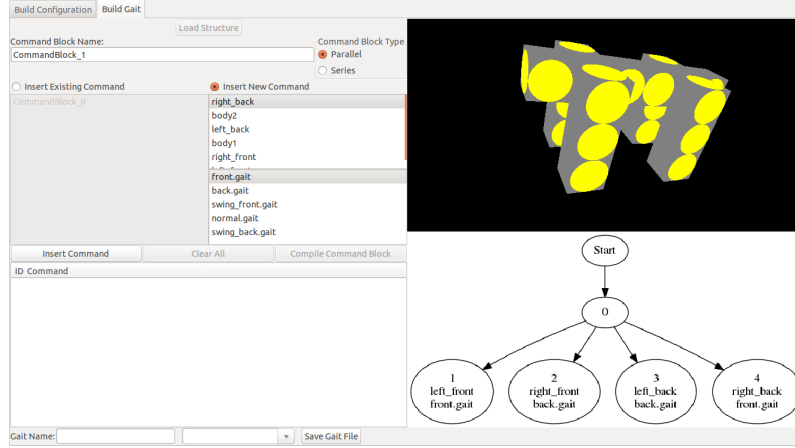 Build Configuration Build Gait
Load Structure
Command Block Name:
Command Block Type
CommandBlock_1
Parallel
Series
Insert Existing Command
Insert New Command
CommandBlock_0
right_back
body2
left_back
body1
right_front
front.gait
back.gait
swing_front.gait
normal.gait
swing_back.gait
Insert Command Clear All Compile Command Block
ID Command
Gait Name: Save Gait File
Start
0
1
left_front
front.gait
2
right_front
back.gait
3
left_back
back.gait
4
right_back
front.gait